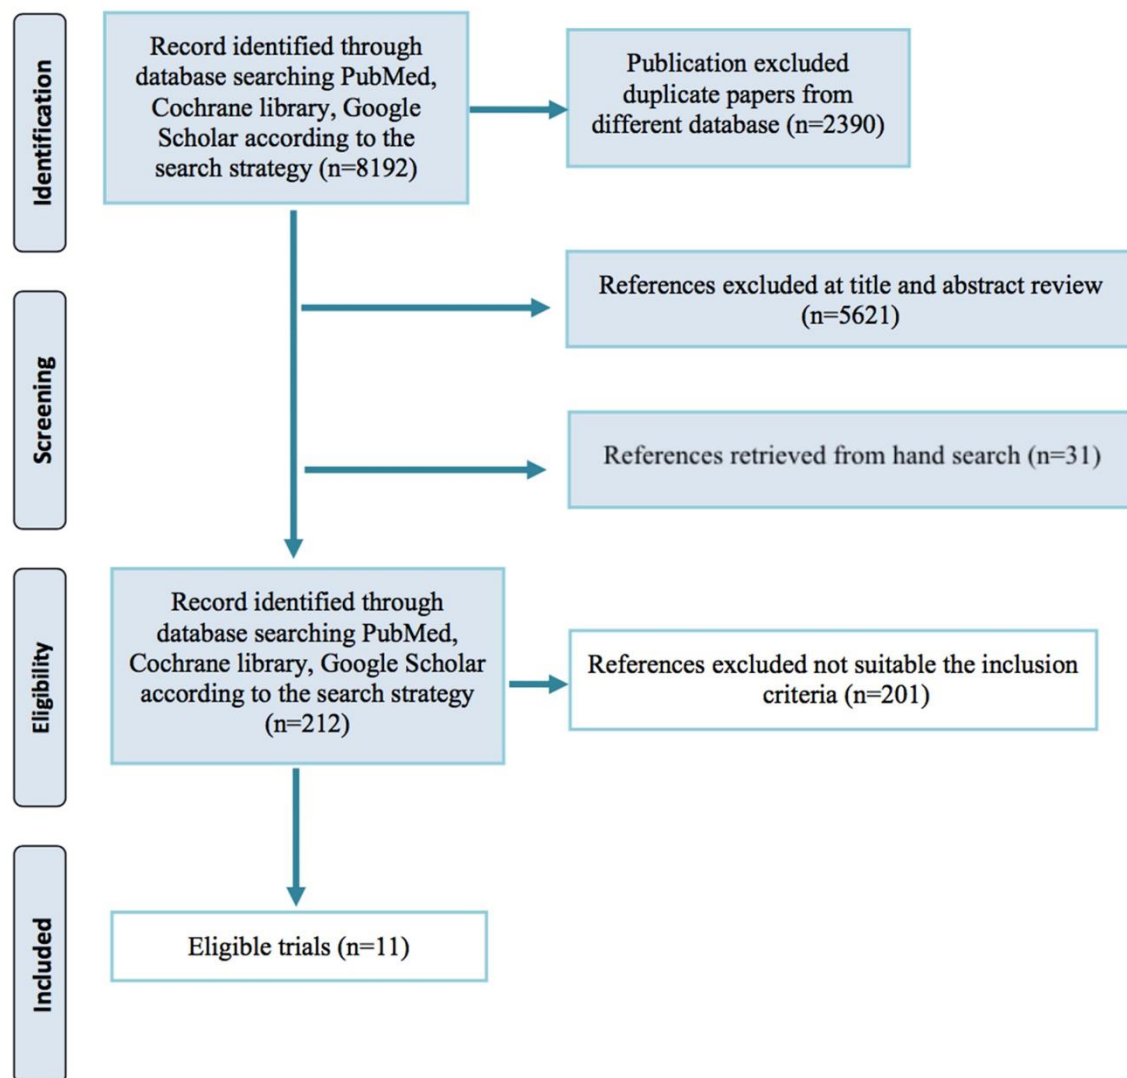 Identification
Record identified through
database searching PubMed,
Cochrane library, Google
Scholar according to the
search strategy (n=8192)
Publication excluded
duplicate papers from
different database (n=2390)
Screening
References excluded at title and abstract review
(n=5621)
References retrieved from hand search (n=31)
Eligibility
Record identified through
database searching PubMed,
Cochrane library, Google Scholar
according to the search strategy
(n=212)
References excluded not suitable the inclusion
criteria (n=201)
Included
Eligible trials (n=11)